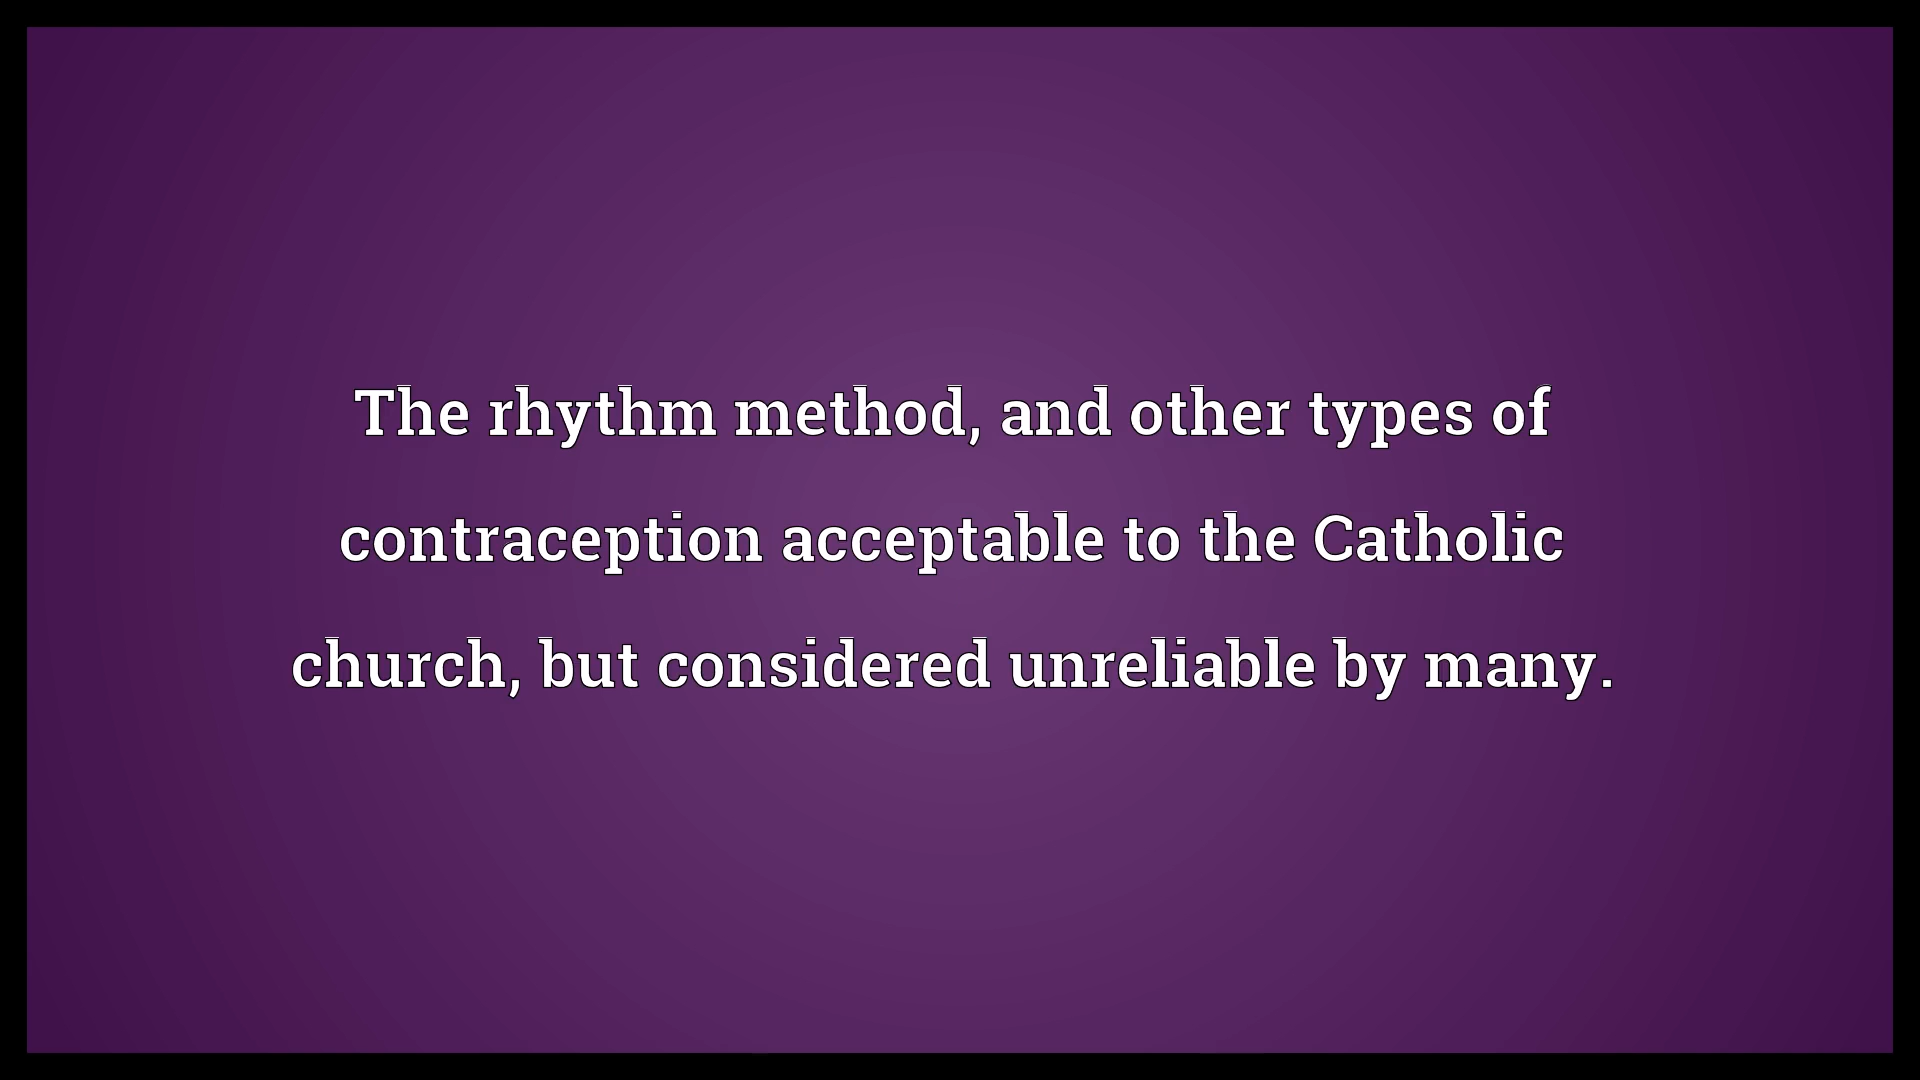 The rhythm method, and other types of
contraception acceptable to the Catholic
church, but considered unreliable by many.